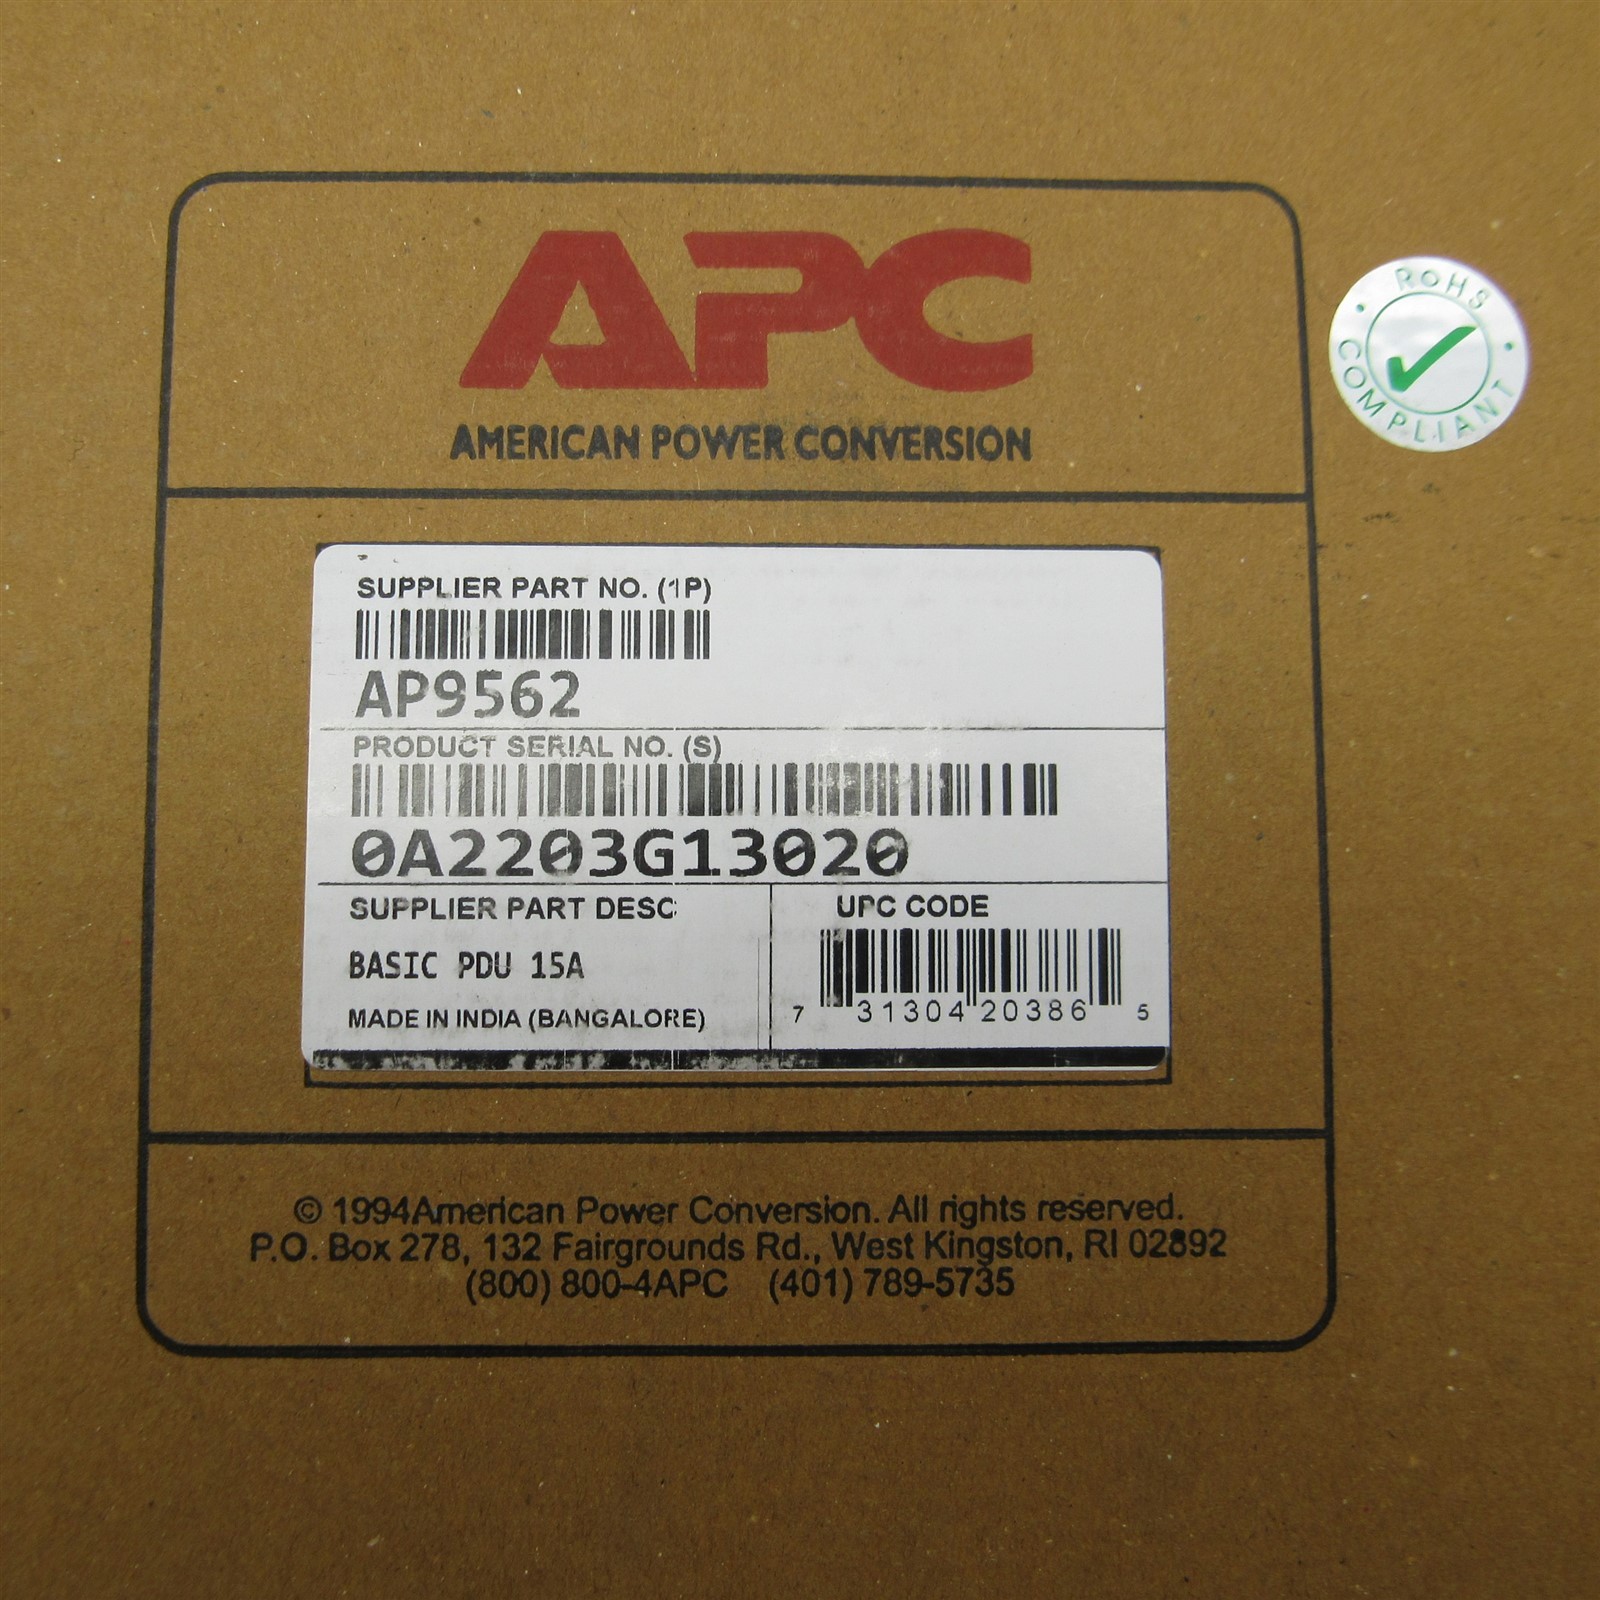 APC
AMERICAN POWER CONVERSION
ROHS
COMPLIANT
SUPPLIER PART NO. (1P)
AP9562
PRODUCT SERIAL NO. (S)
0A2203G13020
SUPPLIER PART DESC
UPC CODE
BASIC PDU 15A
MADE IN INDIA (BANGALORE)
7 31304 20386 5
© 1994American Power Conversion. All rights reserved.
P.O. Box 278, 132 Fairgrounds Rd., West Kingston, RI 02892
(800) 800-4APC (401) 789-5735